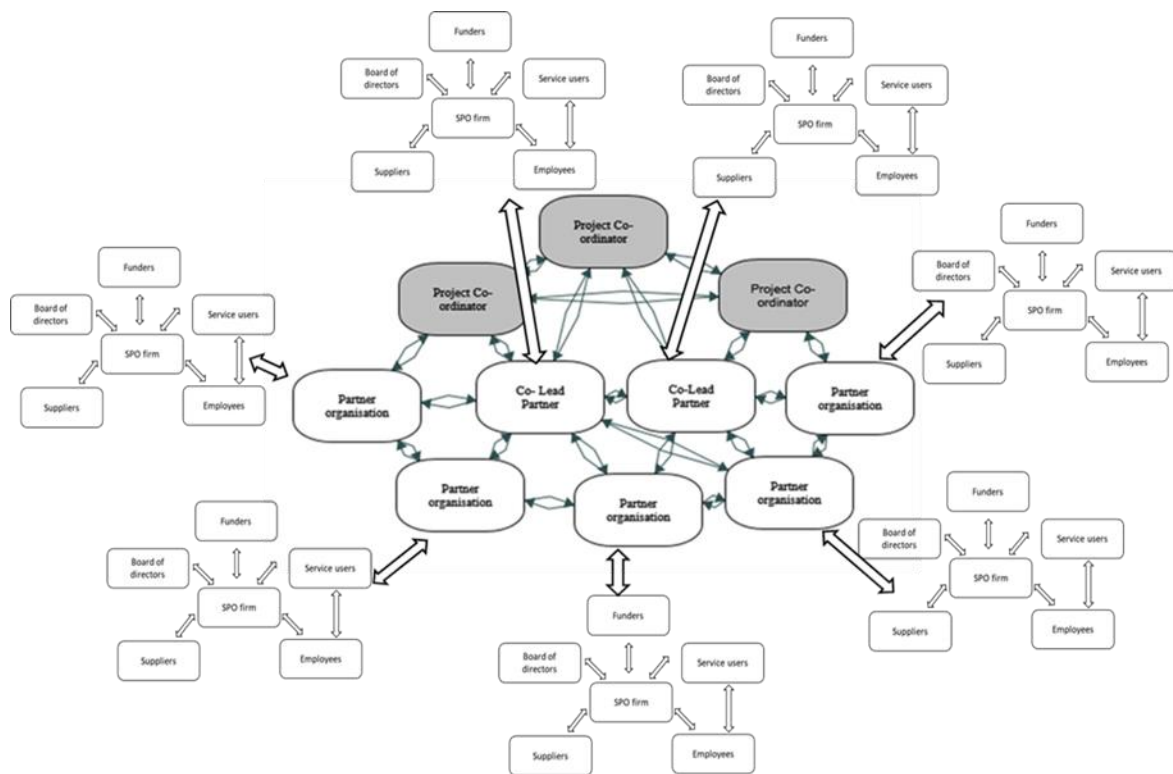 Funders
Board of
directors
Service users
SPO firm
Suppliers
Employees
Funders
Board of
directors
Service users
SPO firm
Suppliers
Employees
Funders
Board of
directors
Service users
SPO firm
Suppliers
Employees
Funders
Board of
directors
Service users
SPO firm
Suppliers
Employees
Project Co-
ordinator
Project Co-
ordinator
Project Co-
ordinator
Partner
organisation
Co- Lead
Partner
Co-Lead
Partner
Partner
organisation
Partner
organisation
Partner
organisation
Partner
organisation
Funders
Board of
directors
Service users
SPO firm
Suppliers
Employees
Funders
Board of
directors
Service users
SPO firm
Suppliers
Employees
Funders
Board of
directors
Service users
SPO firm
Suppliers
Employees